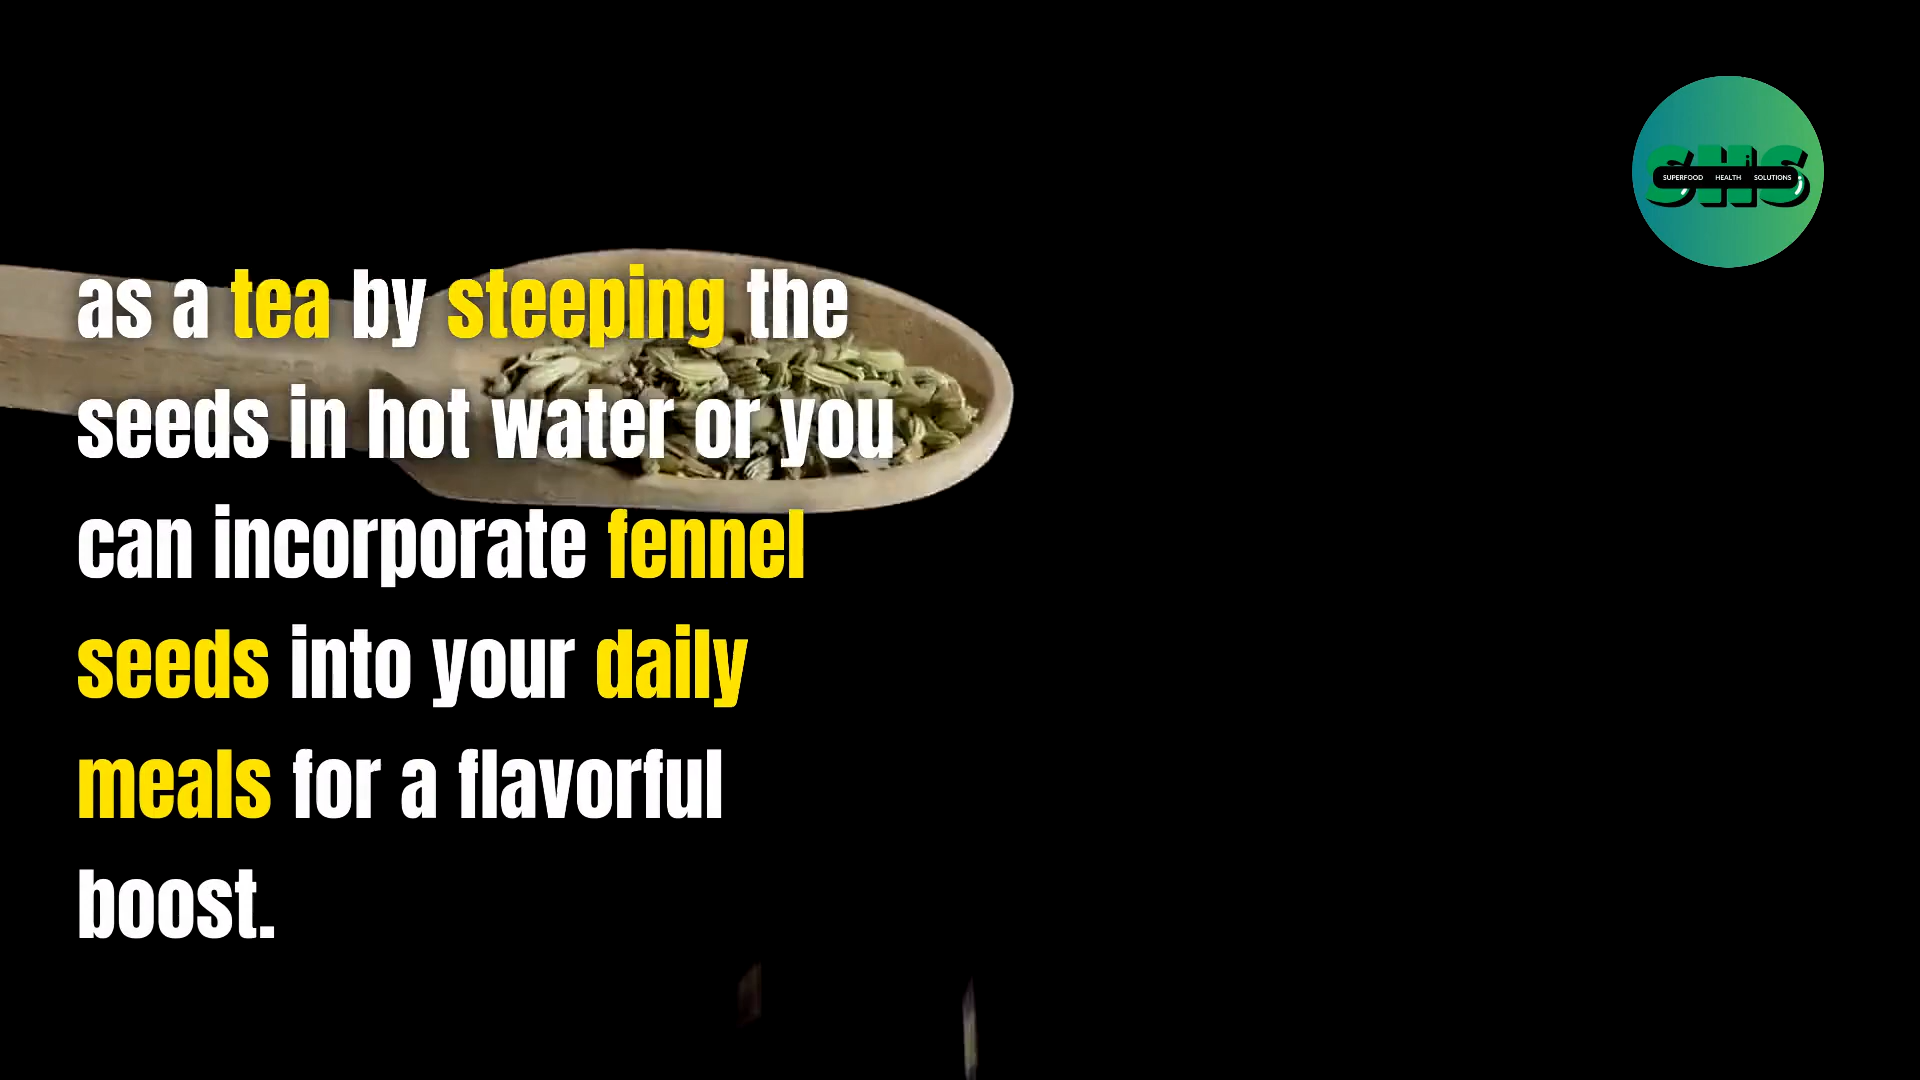 SHS
SUPERFOOD HEALTH SOLUTIONS
as a tea by steeping the
seeds in hot water or you
can incorporate fennel
seeds into your daily
meals for a flavorful
boost.